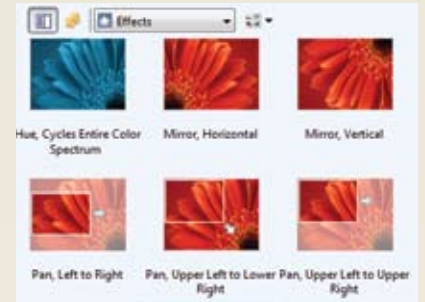 Effects
Hue, Cycles Entire Color
Spectrum
Mirror, Horizontal
Mirror, Vertical
Pan, Left to Right
Pan, Upper Left to Lower
Right
Pan, Upper Left to Upper
Right